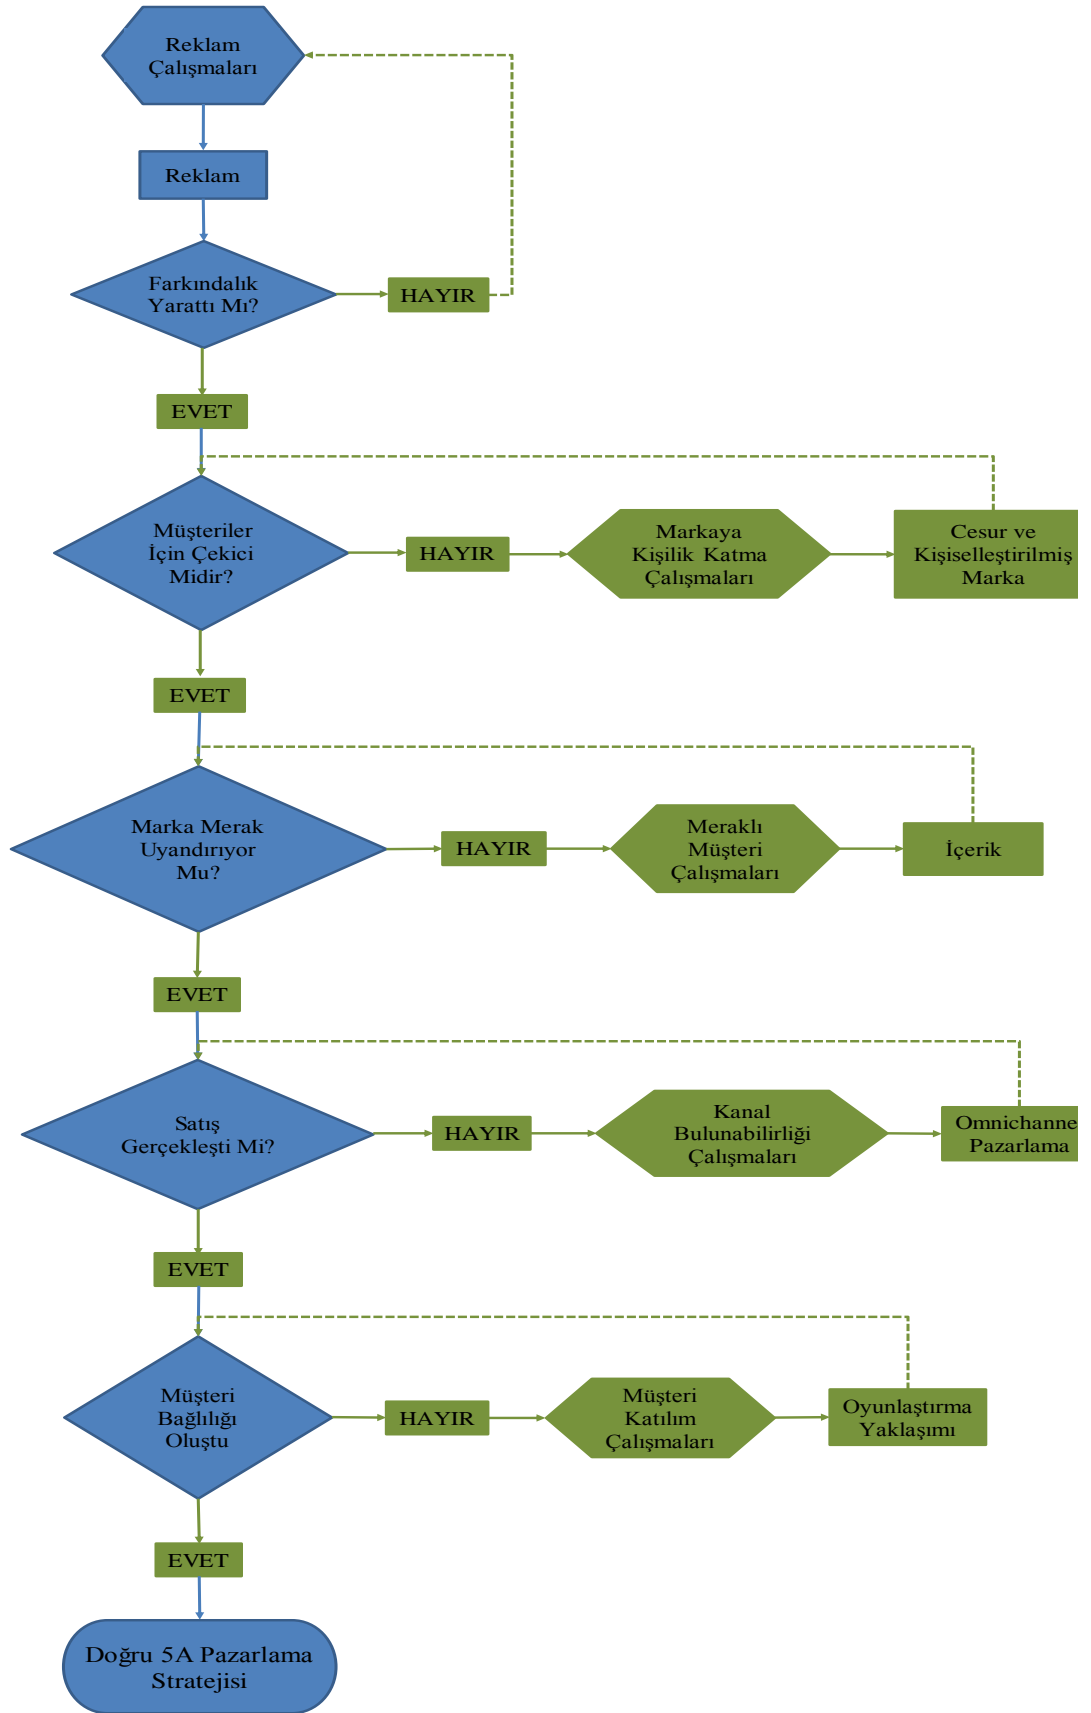 Reklam
Çalışmaları
Reklam
Farkındalık
Yarattı Mı?
HAYIR
EVET
Müşteriler
İçin Çekici
Midir?
HAYIR
Markaya
Kişilik Katma
Çalışmaları
Cesur ve
Kişiselleştirilmiş
Marka
EVET
Marka Merak
Uyandırıyor
Mu?
HAYIR
Meraklı
Müşteri
Çalışmaları
İçerik
EVET
Satış
Gerçekleşti Mi?
HAYIR
Kanal
Bulunabilirliği
Çalışmaları
Omnichanne
Pazarlama
EVET
Müşteri
Bağlılığı
Oluştu
HAYIR
Müşteri
Katılım
Çalışmaları
Oyunlaştırma
Yaklaşımı
EVET
Doğru 5A Pazarlama
Stratejisi